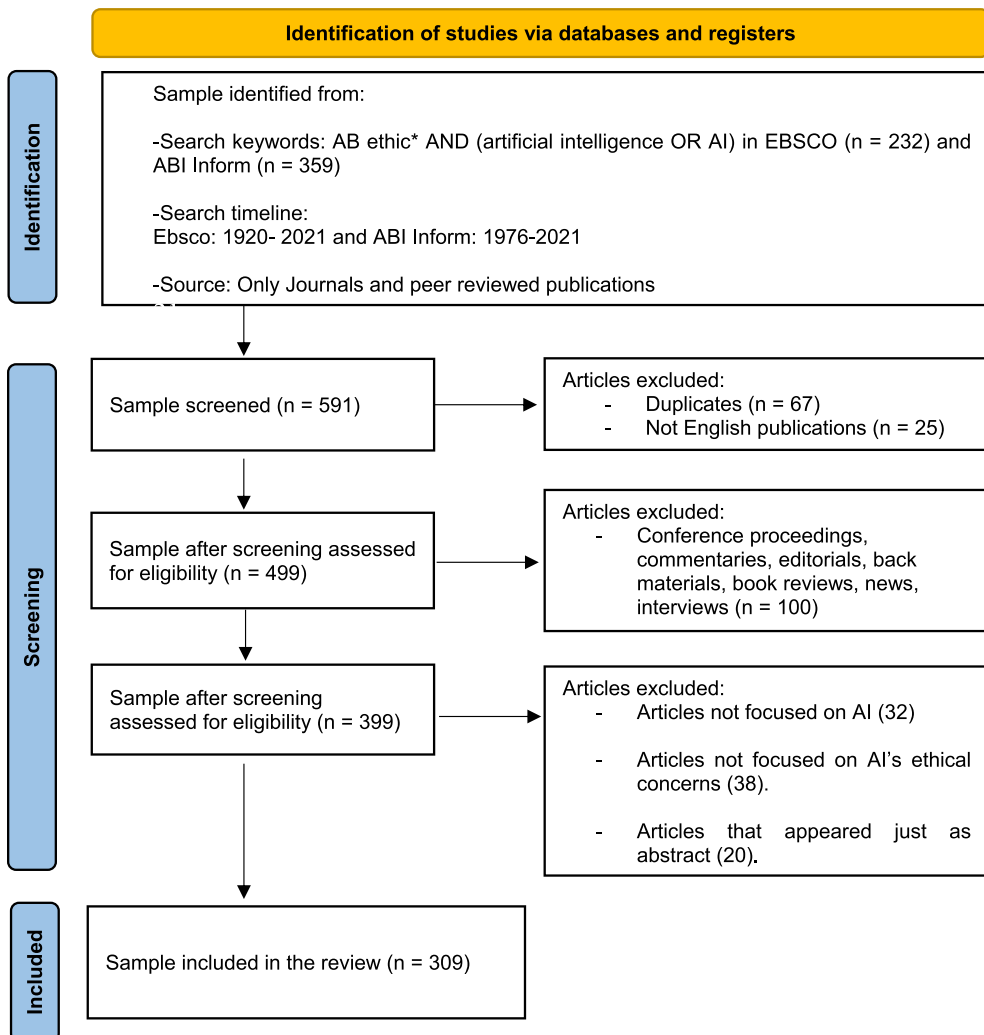 Identification of studies via databases and registers
Identification
Sample identified from:
-Search keywords: AB ethic* AND (artificial intelligence OR AI) in EBSCO (n = 232) and
ABI Inform (n = 359)
-Search timeline:
Ebsco: 1920- 2021 and ABI Inform: 1976-2021
-Source: Only Journals and peer reviewed publications
Screening
Sample screened (n = 591)
Articles excluded:
- Duplicates (n = 67)
- Not English publications (n = 25)
Sample after screening assessed
for eligibility (n = 499)
Articles excluded:
- Conference proceedings,
commentaries, editorials, back
materials, book reviews, news,
interviews (n = 100)
Sample after screening
assessed for eligibility (n = 399)
Articles excluded:
- Articles not focused on AI (32)
- Articles not focused on AI’s ethical
concerns (38).
- Articles that appeared just as
abstract (20).
Included
Sample included in the review (n = 309)